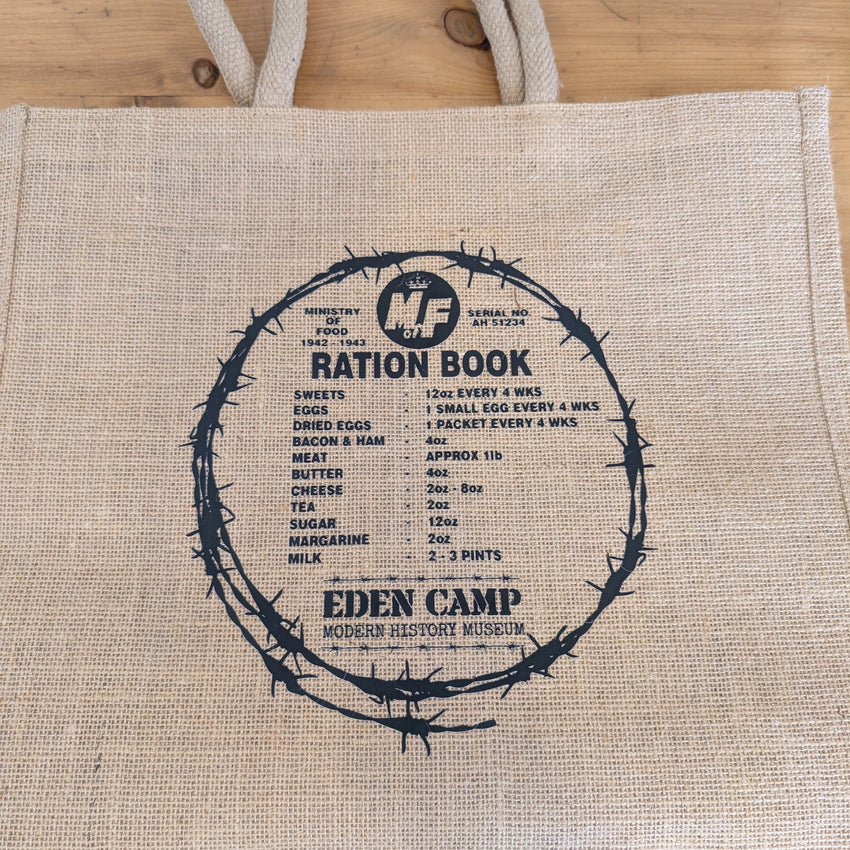 MINISTRY
OF
FOOD
1942 - 1943
MF
SERIAL NO.
AH 51234
RATION BOOK
SWEETS - 12oz EVERY 4 WKS
EGGS - 1 SMALL EGG EVERY 4 WKS
DRIED EGGS - 1 PACKET EVERY 4 WKS
BACON & HAM - 4oz
MEAT - APPROX 1lb
BUTTER - 4oz
CHEESE - 2oz - 8oz
TEA - 2oz
SUGAR - 12oz
MARGARINE - 2oz
MILK - 2 - 3 PINTS
EDEN CAMP
MODERN HISTORY MUSEUM